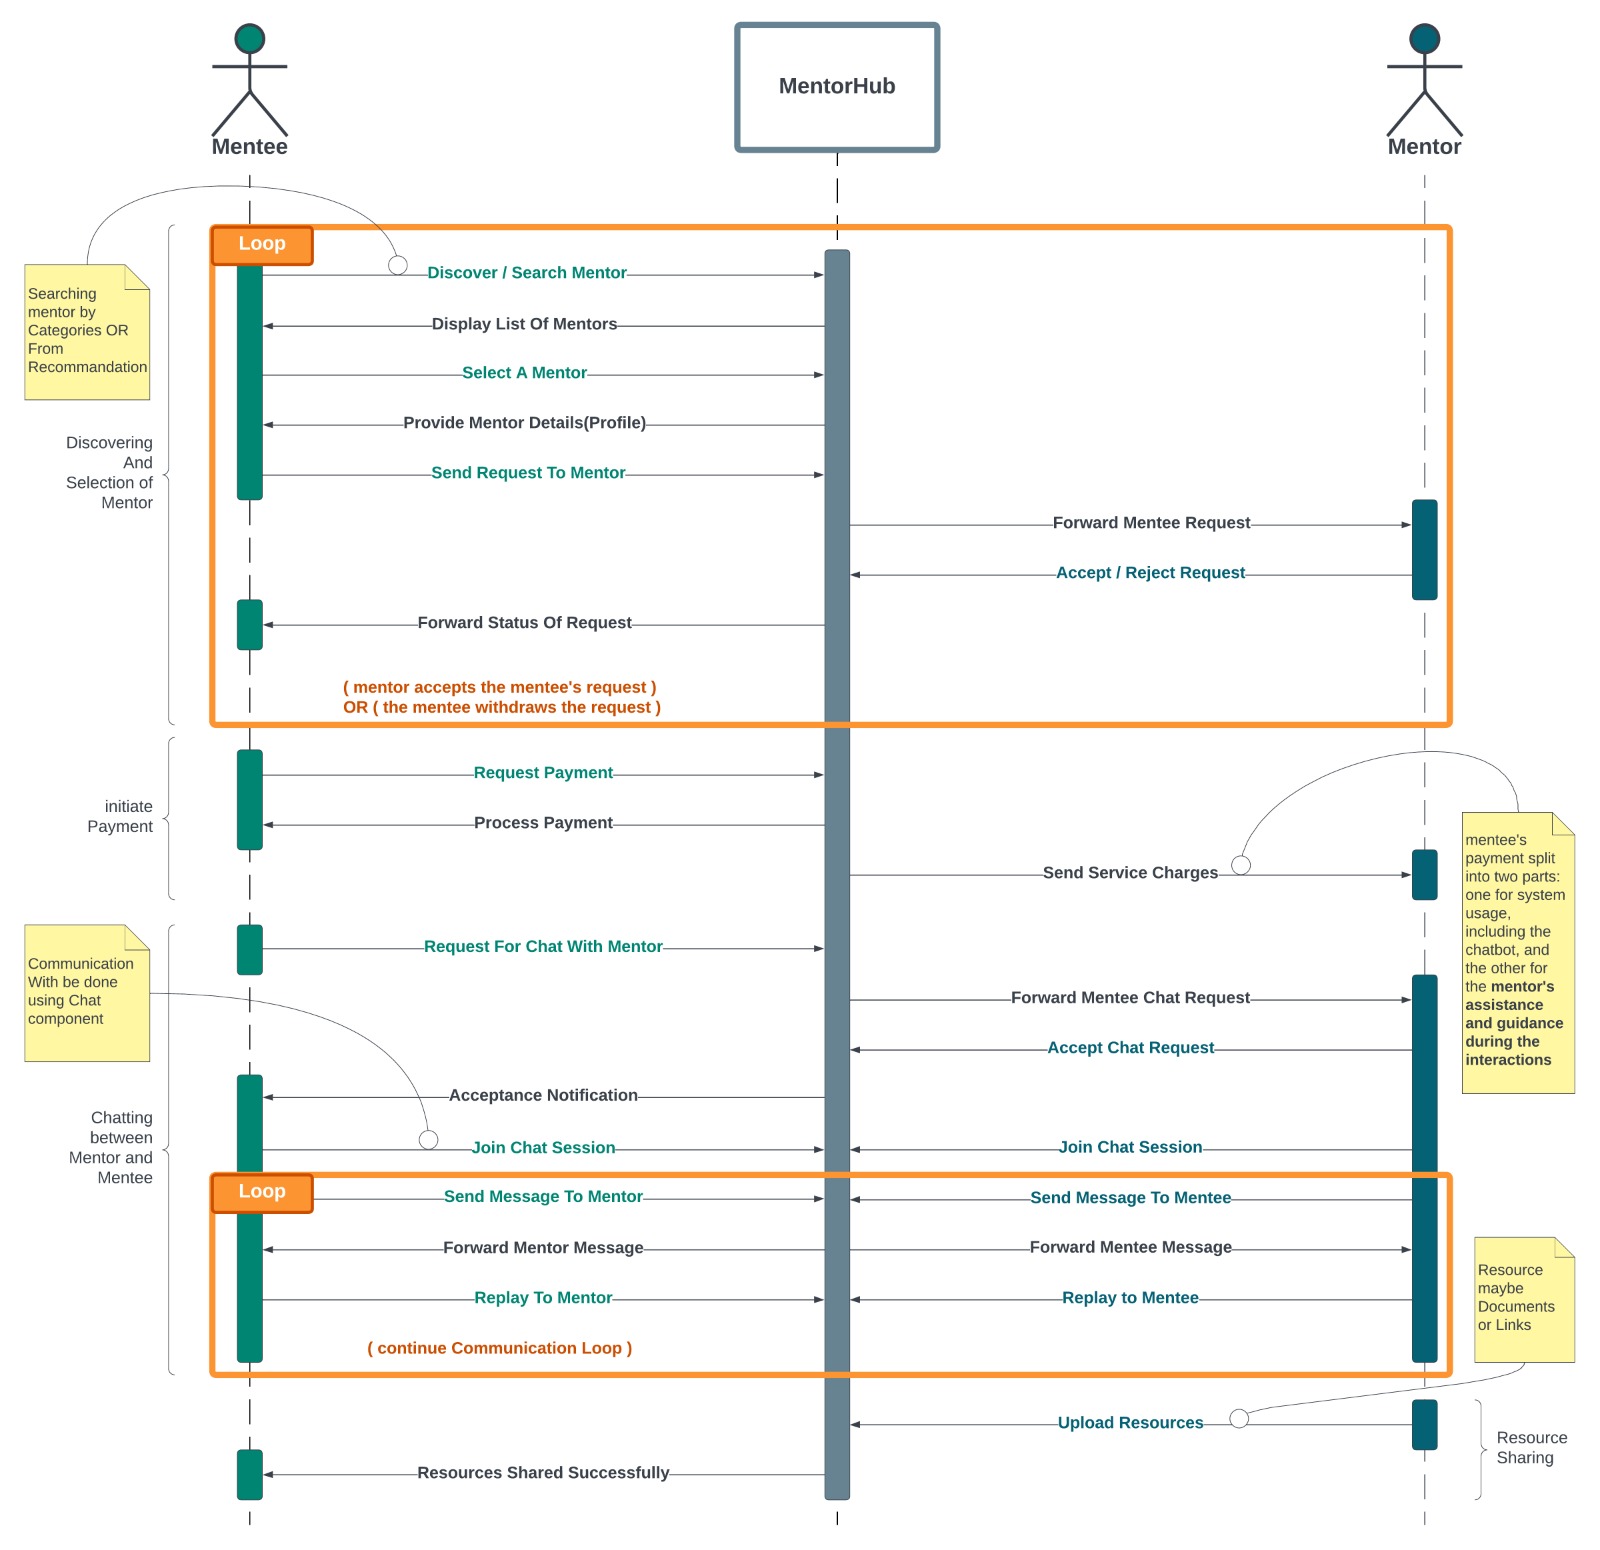 Mentee
MentorHub
Mentor
Loop
Discover / Search Mentor
Searching
mentor by
Categories OR
From
Recommandation
Display List Of Mentors
Select A Mentor
Provide Mentor Details(Profile)
Discovering
And
Selection of
Mentor
Send Request To Mentor
Forward Mentee Request
Accept / Reject Request
Forward Status Of Request
( mentor accepts the mentee's request )
OR ( the mentee withdraws the request )
initiate
Payment
Request Payment
Process Payment
Send Service Charges
mentee's
payment split
into two parts:
one for system
usage,
including the
chatbot, and
the other for
the mentor's
assistance
and guidance
during the
interactions
Request For Chat With Mentor
Communication
With be done
using Chat
component
Forward Mentee Chat Request
Accept Chat Request
Acceptance Notification
Chatting
between
Mentor and
Mentee
Join Chat Session
Join Chat Session
Loop
Send Message To Mentor
Send Message To Mentee
Forward Mentor Message
Forward Mentee Message
Replay To Mentor
Replay to Mentee
Resource
maybe
Documents
or Links
( continue Communication Loop )
Upload Resources
Resource
Sharing
Resources Shared Successfully